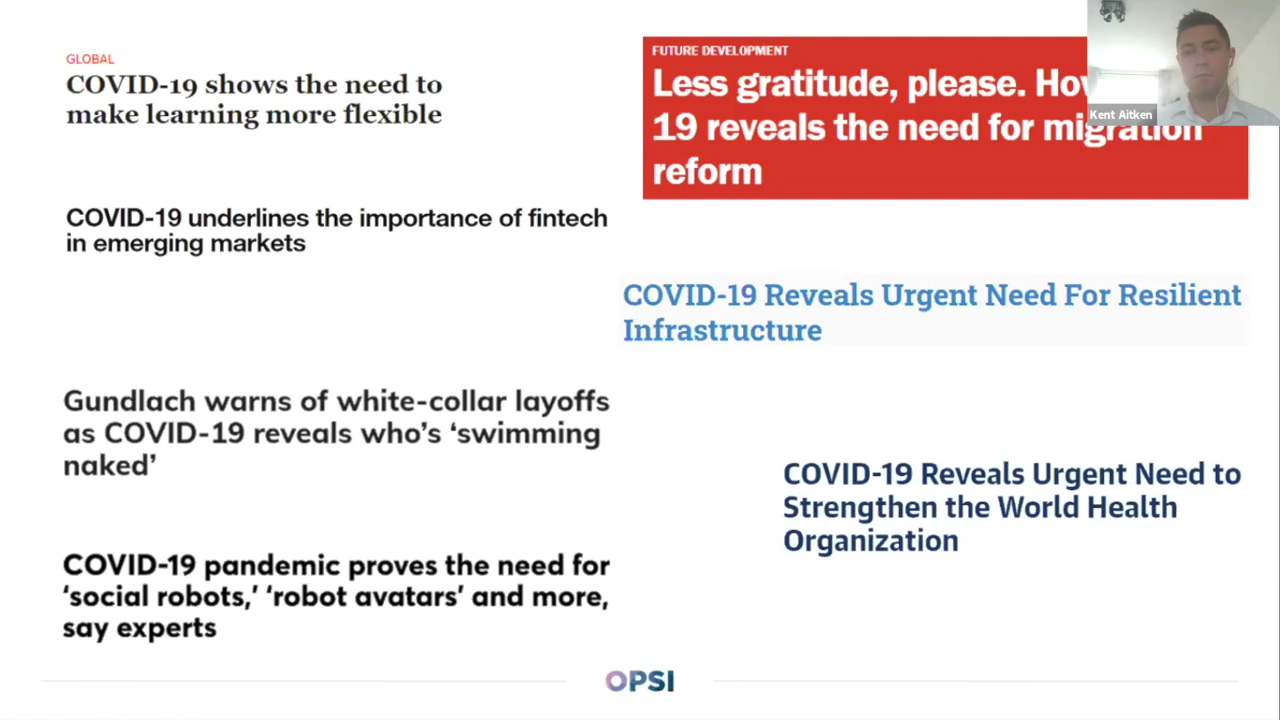 GLOBAL
COVID-19 shows the need to
make learning more flexible
COVID-19 underlines the importance of fintech
in emerging markets
Gundlach warns of white-collar layoffs
as COVID-19 reveals who's ‘swimming
naked’
COVID-19 pandemic proves the need for
‘social robots,’ ‘robot avatars’ and more,
say experts
FUTURE DEVELOPMENT
Less gratitude, please.
19 reveals the need for migration
reform
Kent Aitken
COVID-19 Reveals Urgent Need For Resilient
Infrastructure
COVID-19 Reveals Urgent Need to
Strengthen the World Health
Organization
OPSI